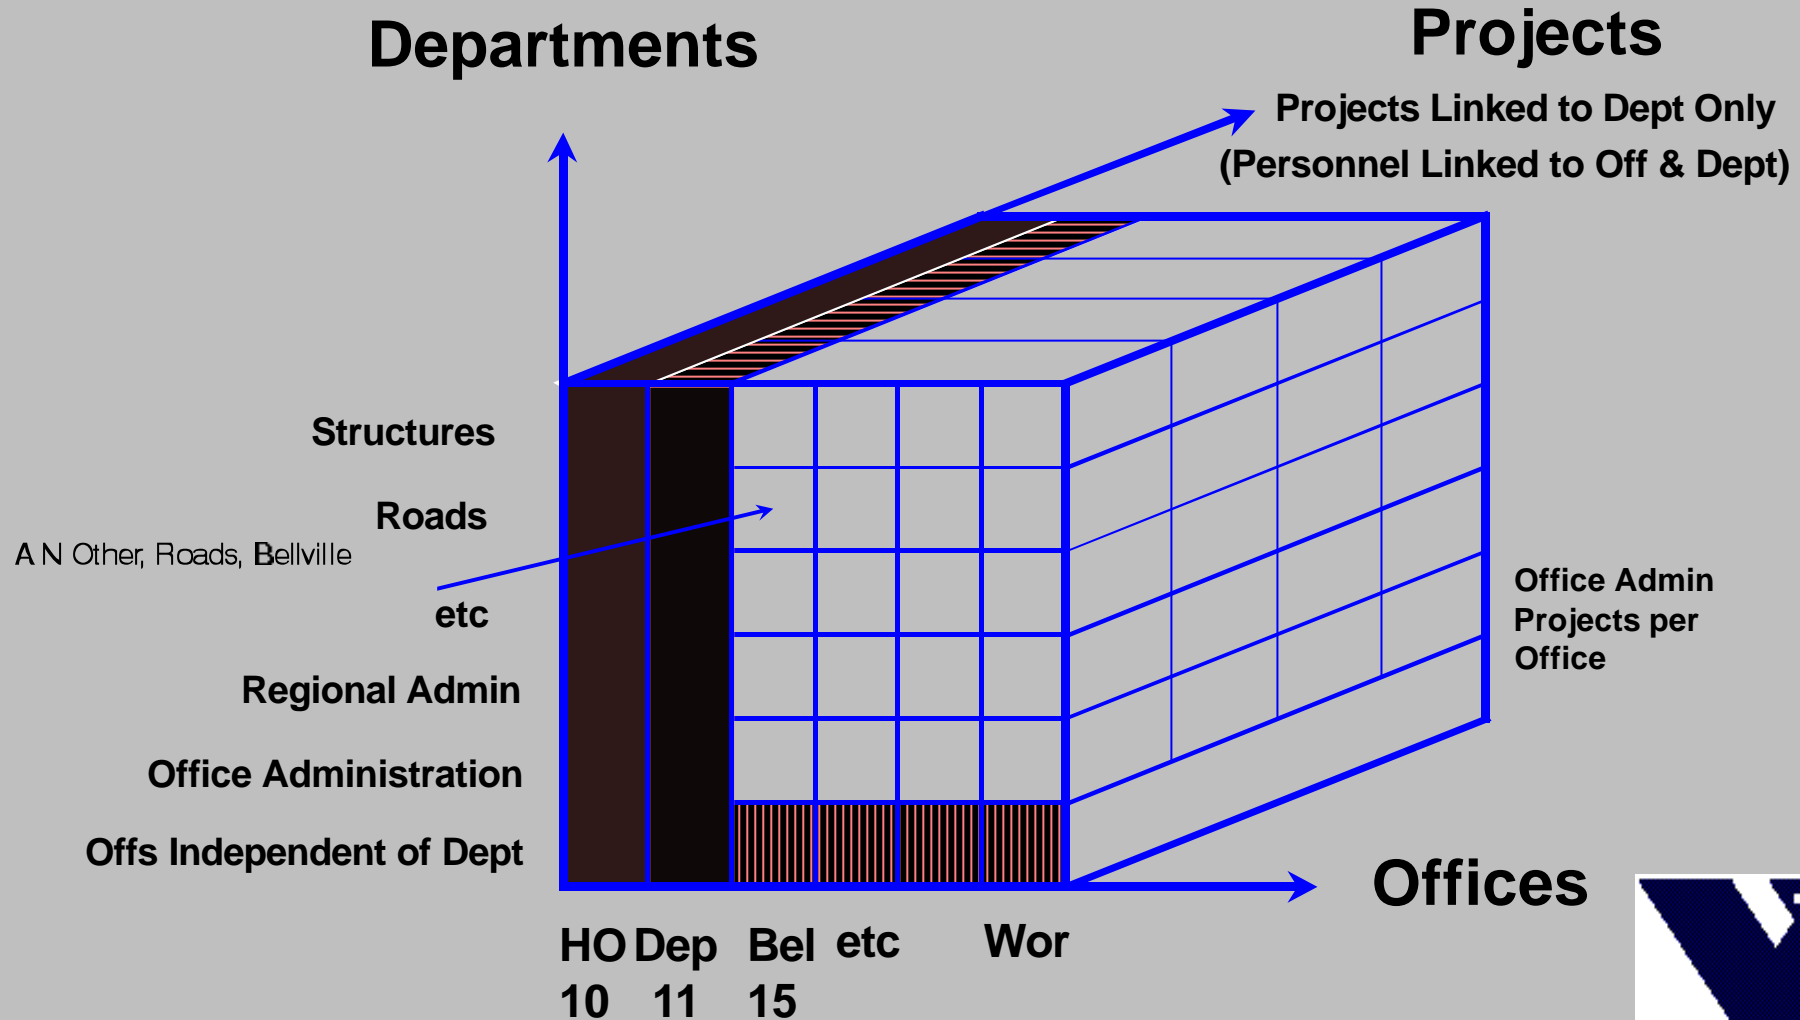 Departments
Projects
Projects Linked to Dept Only
(Personnel Linked to Off & Dept)
Structures
Roads
A N Other, Roads, Bellville
etc
Regional Admin
Office Administration
Offs Independent of Dept
Office Admin
Projects per
Office
Offices
HO Dep Bel etc Wor
10 11 15